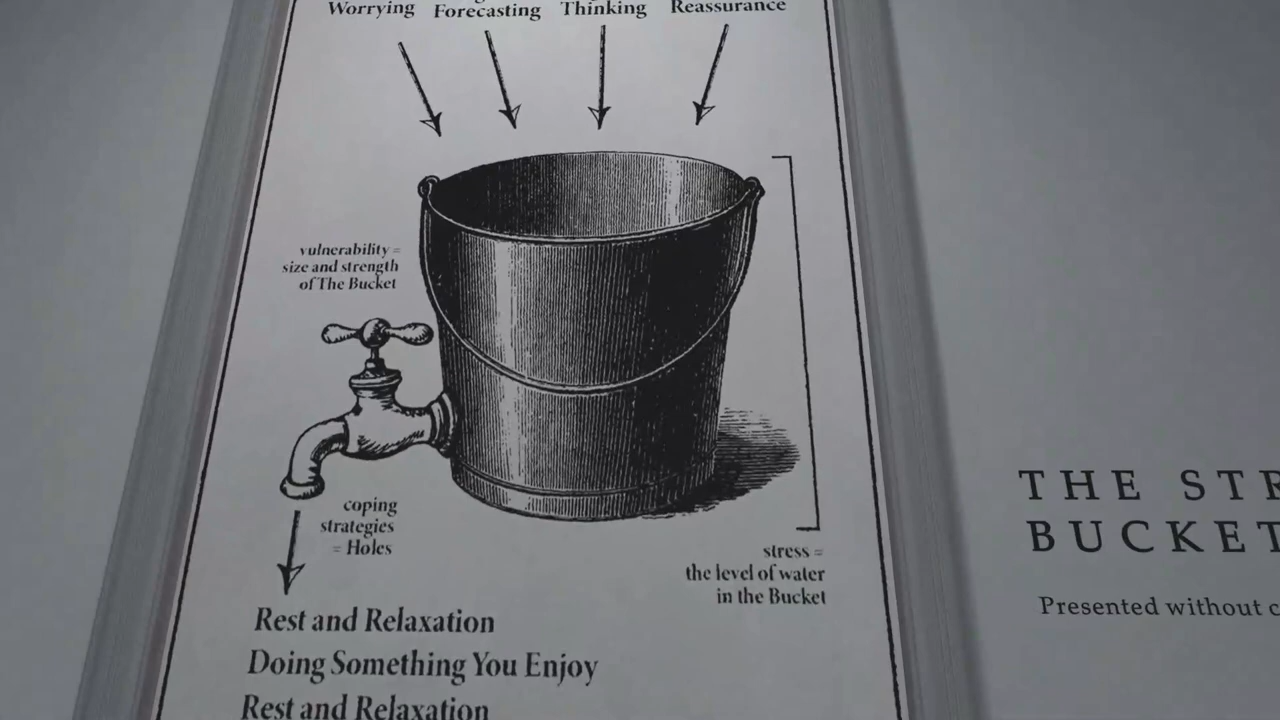 Worrying Forecasting Thinking Reassurance
vulnerability =
size and strength
of The Bucket
coping
strategies
= Holes
stress =
the level of water
in the Bucket
Rest and Relaxation
Doing Something You Enjoy
Rest and Relaxation
THE STR
BUCKET
Presented without c